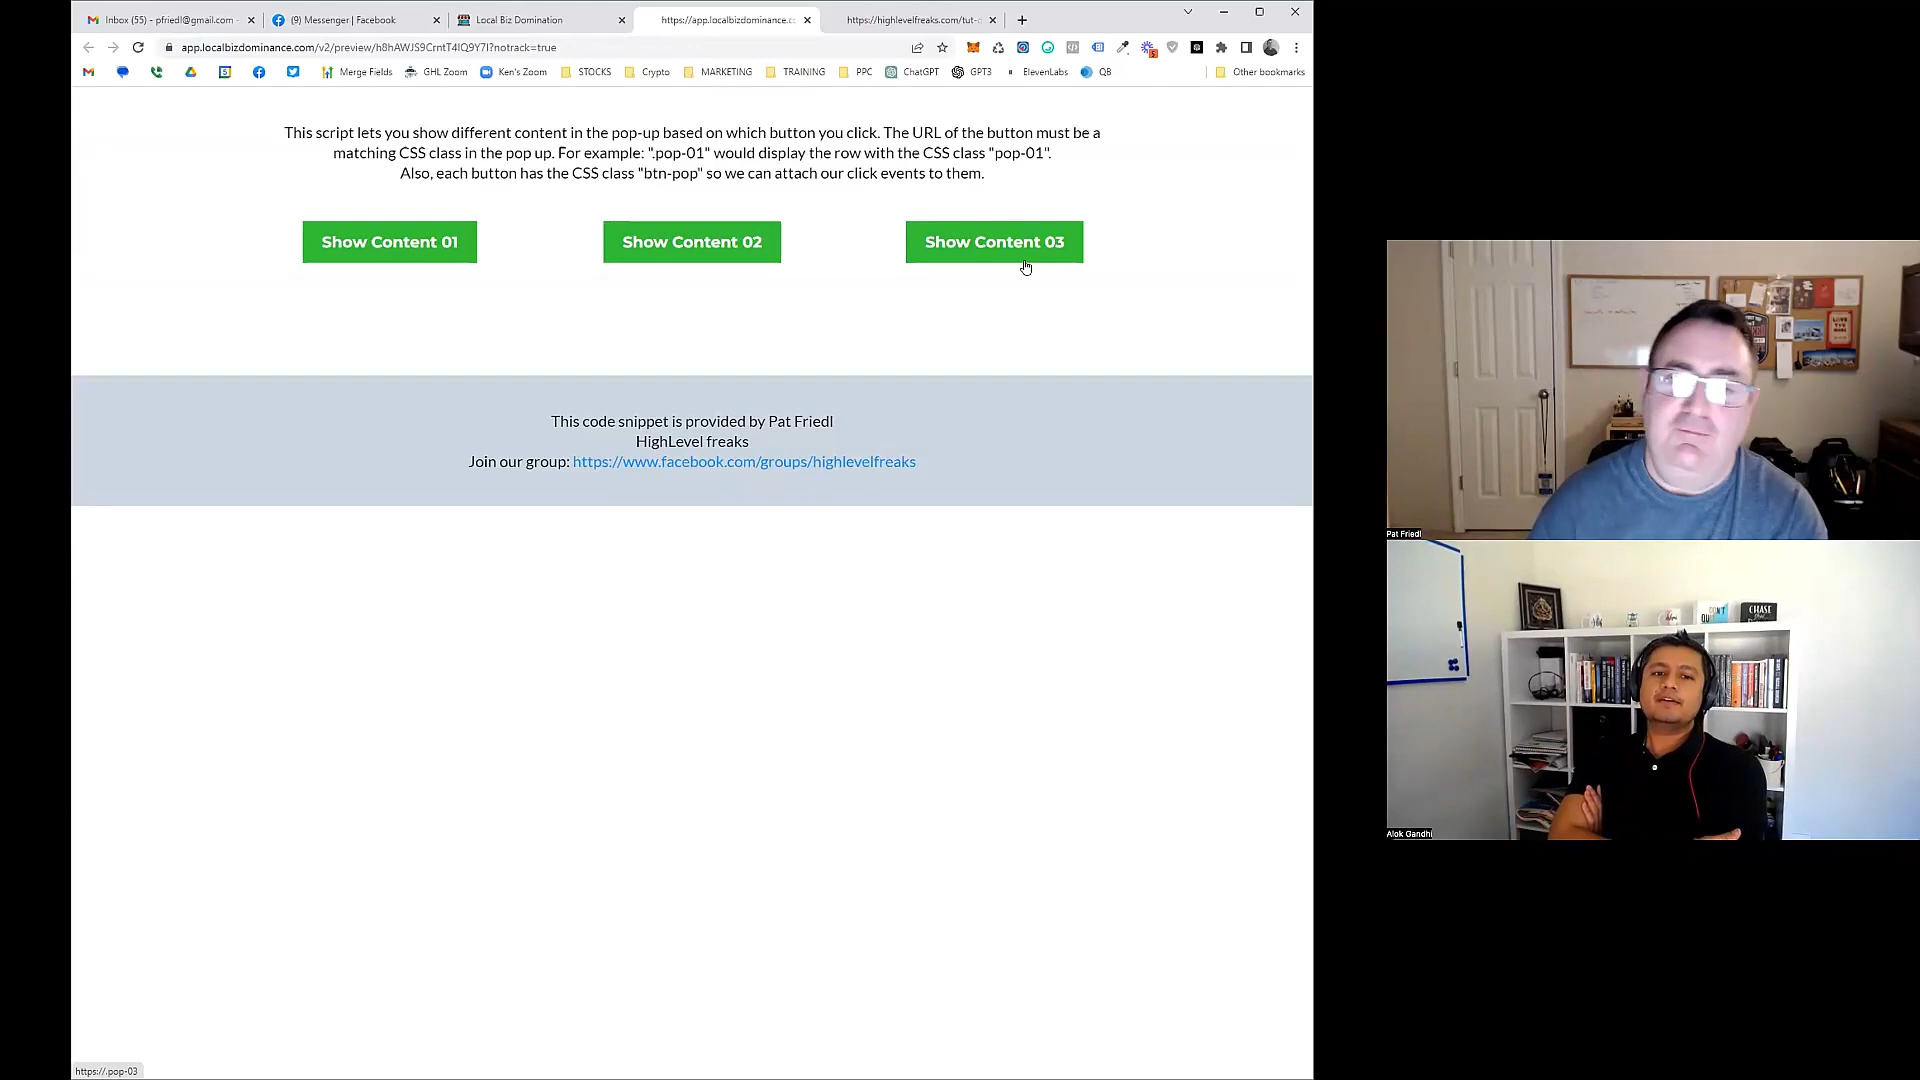 Inbox (55) - pfriedl@gmail.com -
(9) Messenger | Facebook
Local Biz Domination
https://app.localbizdominance.cc
https://highlevelfreaks.com/tut-
app.localbizdominance.com/v2/preview/h8hAWJS9CrntT4IQ9Y7I?notrack=true
Merge Fields
GHL Zoom
Ken's Zoom
STOCKS
Crypto
MARKETING
TRAINING
PPC
ChatGPT
GPT3
ElevenLabs
QB
Other bookmarks
This script lets you show different content in the pop-up based on which button you click. The URL of the button must be a
matching CSS class in the pop up. For example: ".pop-01" would display the row with the CSS class "pop-01".
Also, each button has the CSS class "btn-pop" so we can attach our click events to them.
Show Content 01
Show Content 02
Show Content 03
This code snippet is provided by Pat Friedl
HighLevel freaks
Join our group: https://www.facebook.com/groups/highlevelfreaks
https://.pop-03
Pat Friedl
CHASE
Alok Gandhi